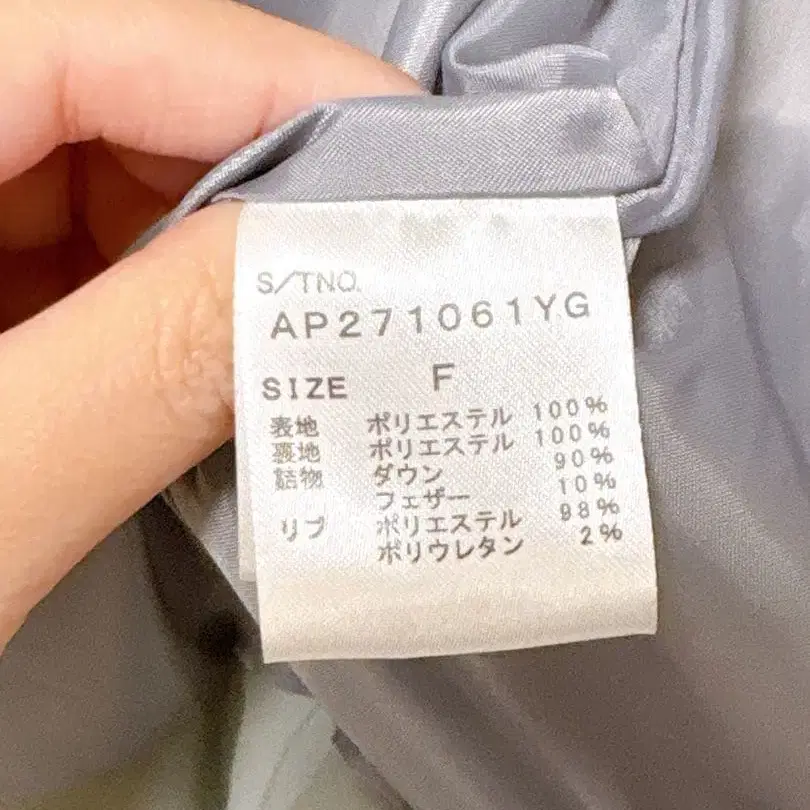 S/TNO.
AP271061YG
SIZE F
表地 ポリエステル 100%
裏地 ポリエステル 100%
詰物 ダウン 90%
フェザー 10%
リブ ポリエステル 98%
ポリウレタン 2%